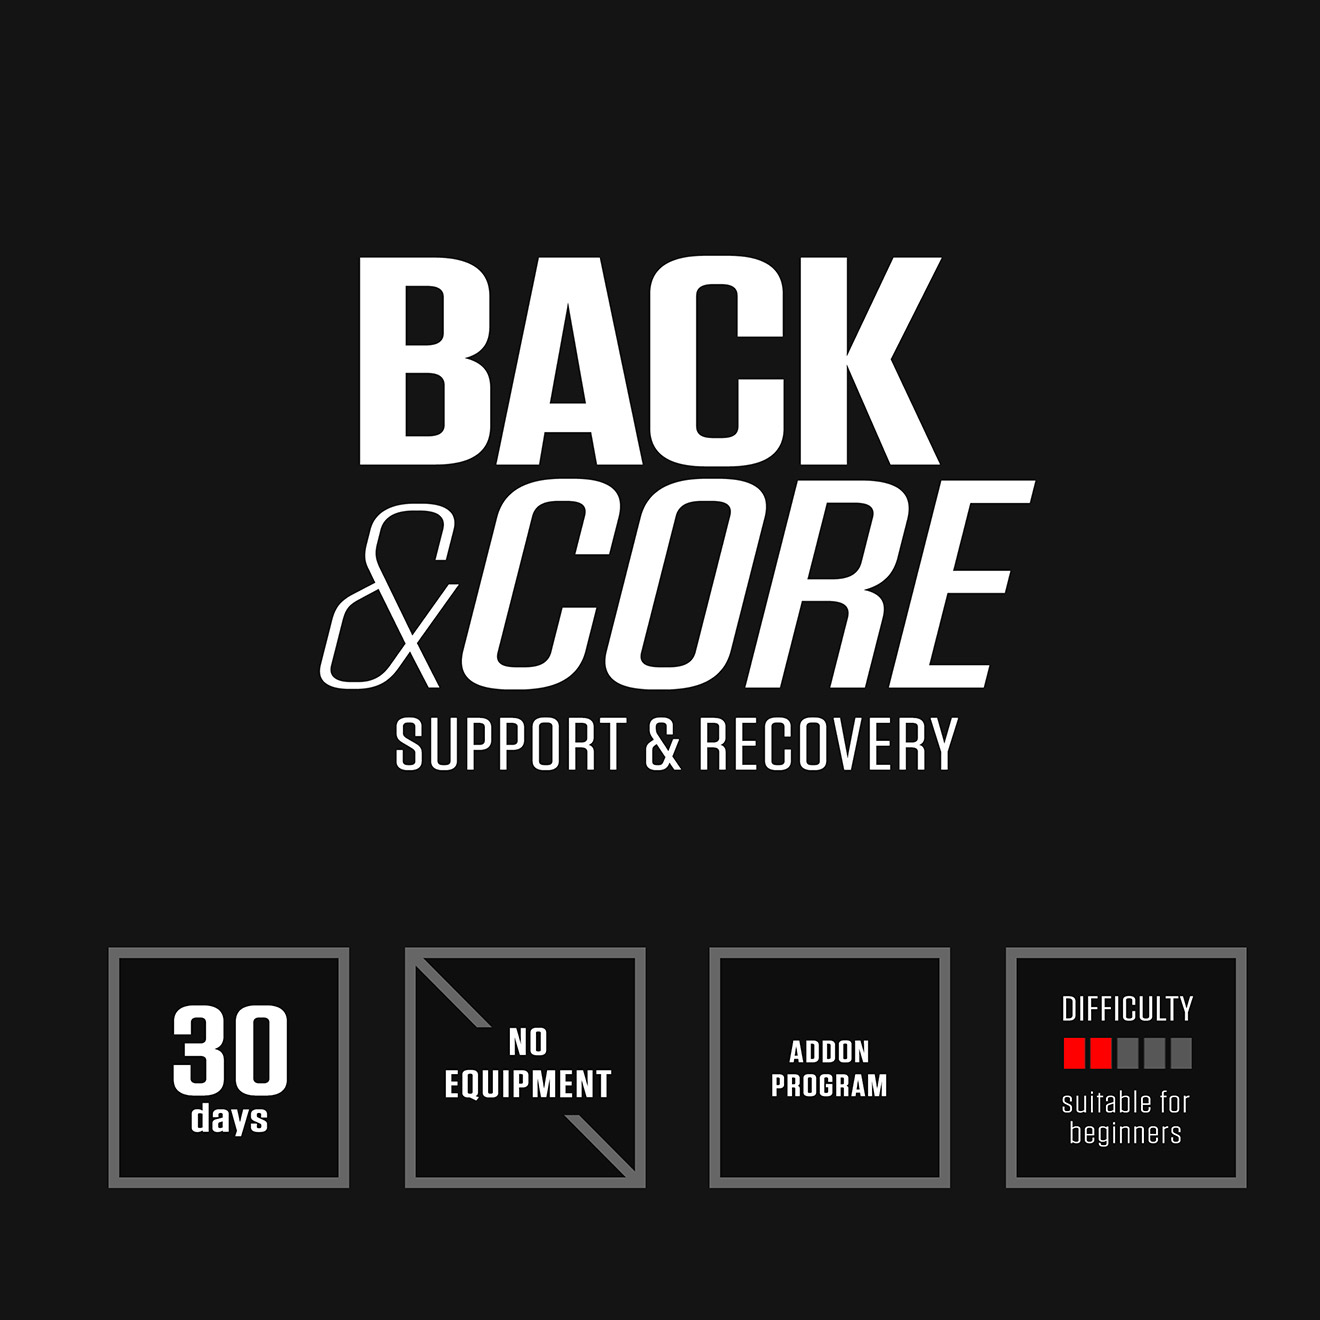 BACK
&CORE
SUPPORT & RECOVERY
30
days
NO
EQUIPMENT
ADDON
PROGRAM
DIFFICULTY
suitable for
beginners